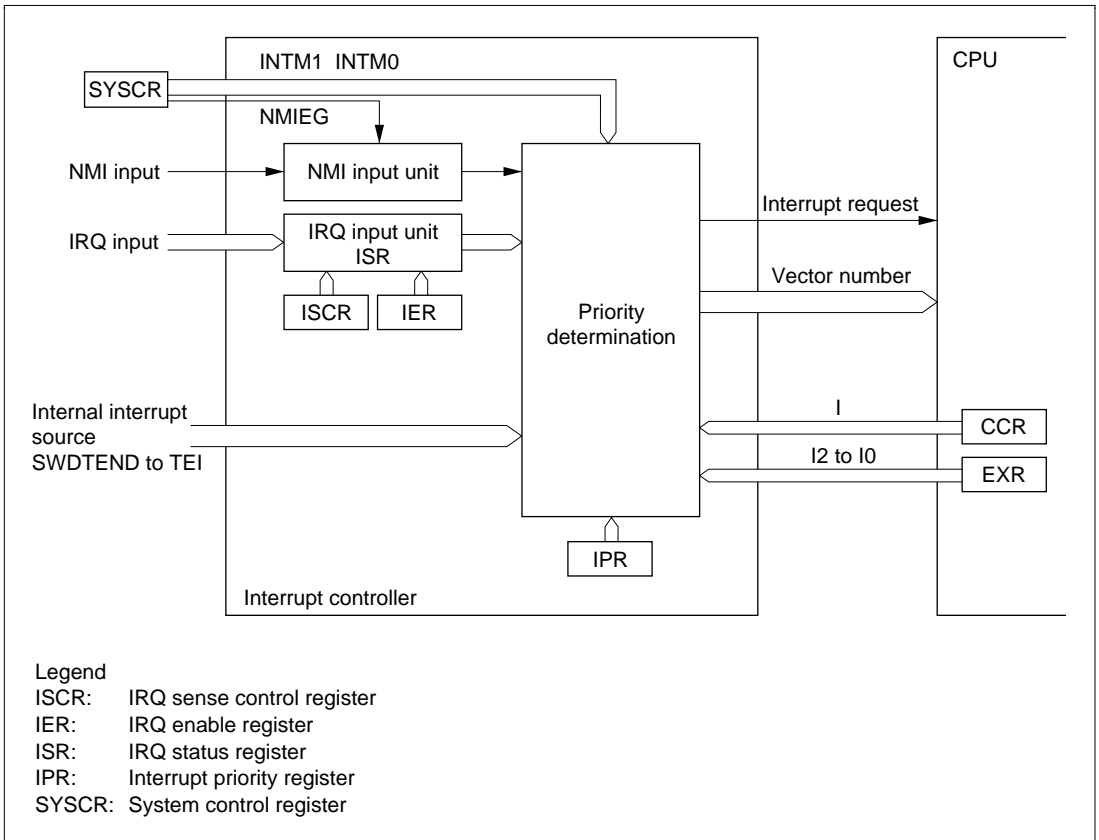 INTM1 INTM0
CPU
SYSCR
NMIEG
NMI input
NMI input unit
Interrupt request
IRQ input
IRQ input unit
ISR
Vector number
ISCR
IER
Priority
determination
Internal interrupt
source
SWDTEND to TEI
I
CCR
I2 to I0
EXR
IPR
Interrupt controller
Legend
ISCR: IRQ sense control register
IER: IRQ enable register
ISR: IRQ status register
IPR: Interrupt priority register
SYSCR: System control register